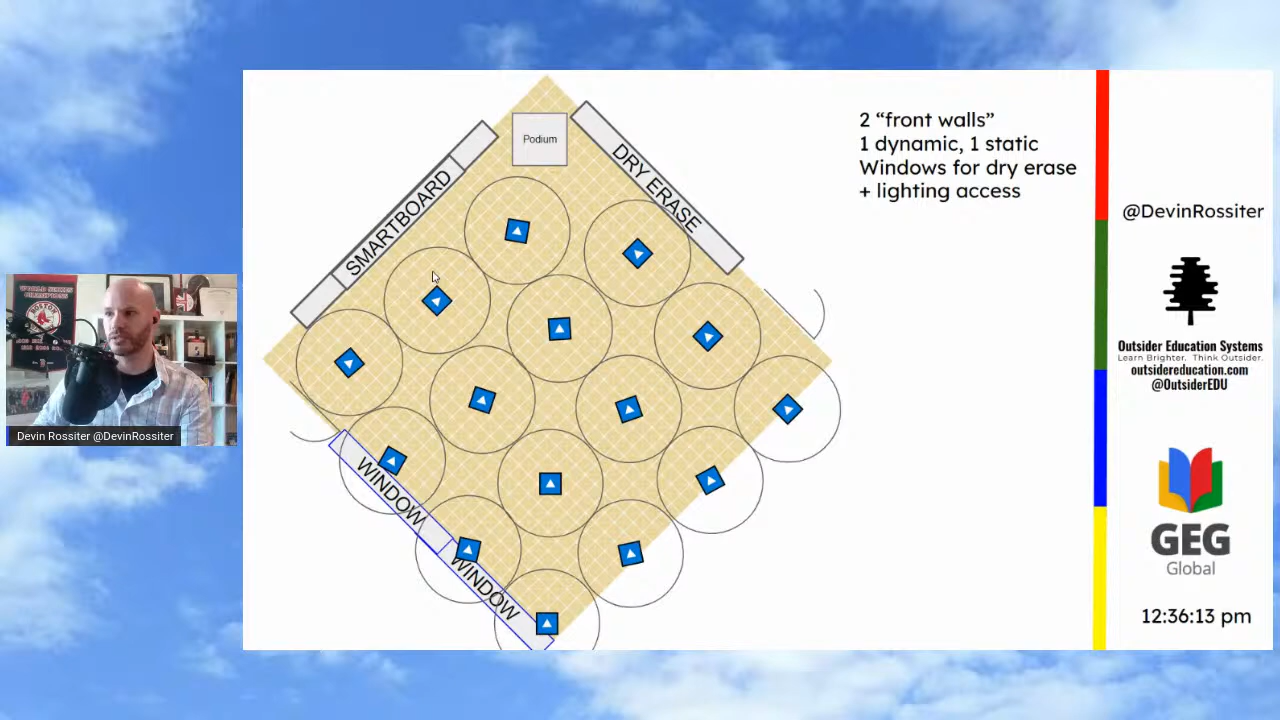 Podium
SMARTBOARD
DRY ERASE
WINDOW
WINDOW
2 “front walls”
1 dynamic, 1 static
Windows for dry erase
+ lighting access
@DevinRossiter
Outsider Education Systems
Learn Brighter. Think Outsider.
outsidereducation.com
@OutsiderEDU
GEG
Global
12:36:13 pm
BOSTON
Devin Rossiter @DevinRossiter